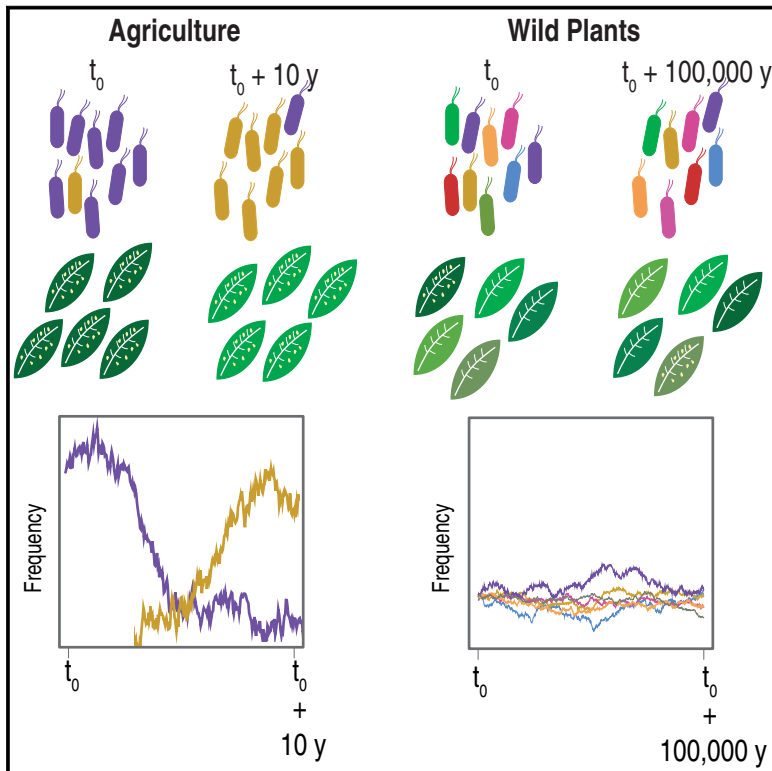 Agriculture
Wild Plants
t0
t0 + 10 y
t0
t0 + 100,000 y
Frequency
t0
t0
+
10 y
Frequency
t0
t0
+
100,000 y